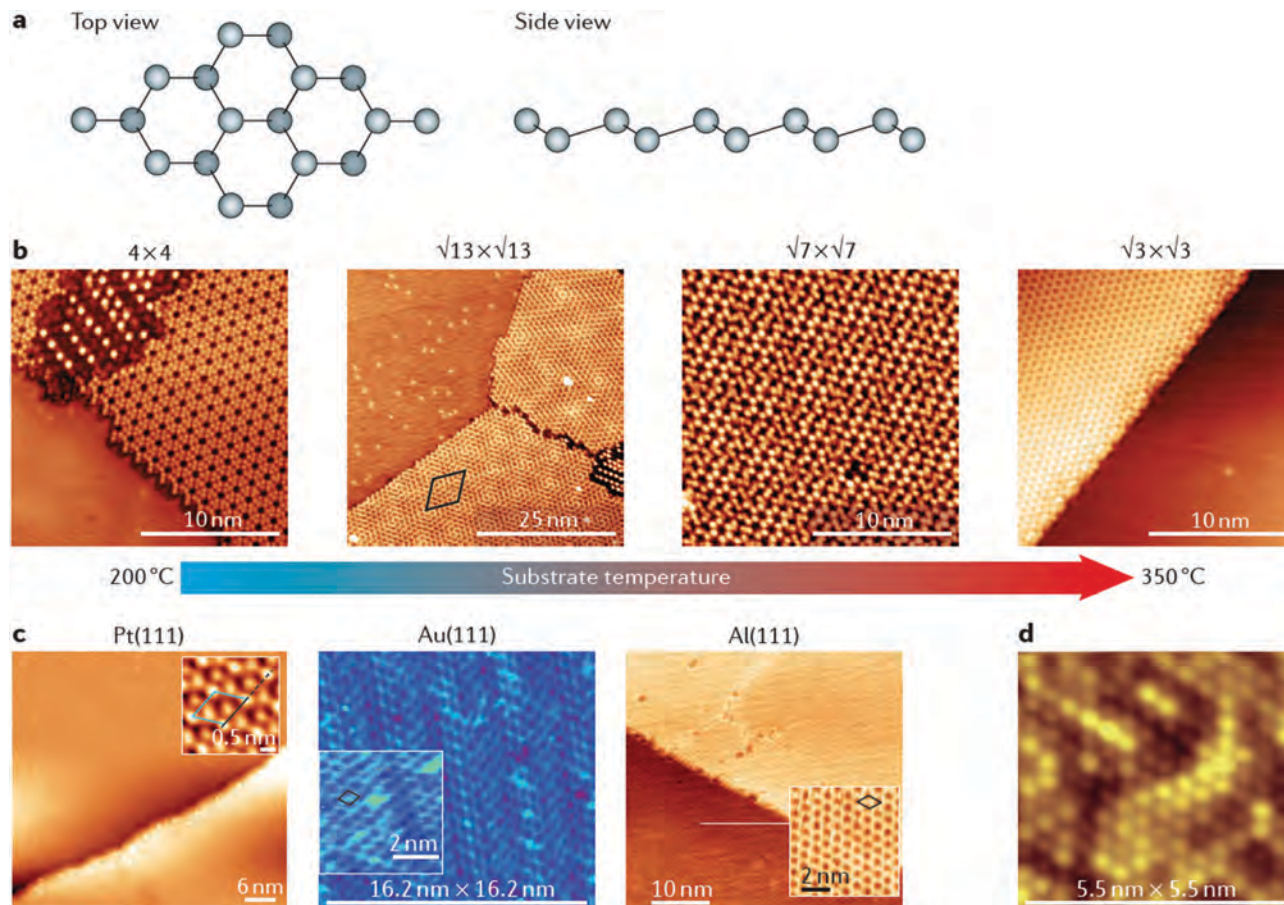 a
Top view
Side view
b
4×4
√13×√13
√7×√7
√3×√3
10 nm
25 nm
10 nm
10 nm
200 °C
Substrate temperature
350 °C
c
Pt(111)
Au(111)
Al(111)
d
0.5 nm
6 nm
2 nm
16.2 nm × 16.2 nm
2 nm
10 nm
5.5 nm × 5.5 nm